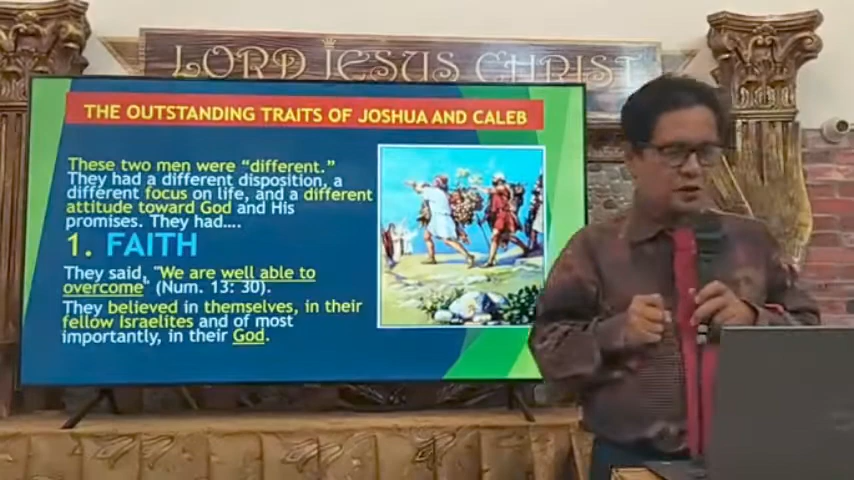 LORD JESUS CHRIST
THE OUTSTANDING TRAITS OF JOSHUA AND CALEB
These two men were “different.”
They had a different disposition, a
different focus on life, and a different
attitude toward God and His
promises. They had....
1. FAITH
They said, "We are well able to
overcome" (Num. 13: 30).
They believed in themselves, in their
fellow Israelites and of most
importantly, in their God.